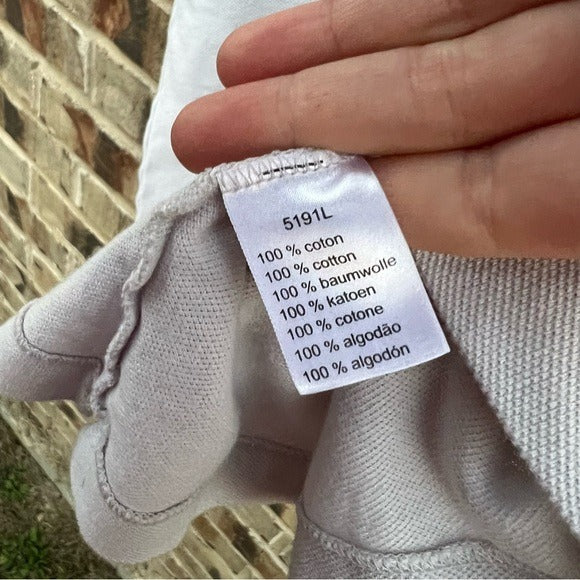 5191L
100 % coton
100 % cotton
100 % baumwolle
100 % katoen
100 % cotone
100 % algodão
100 % algodón